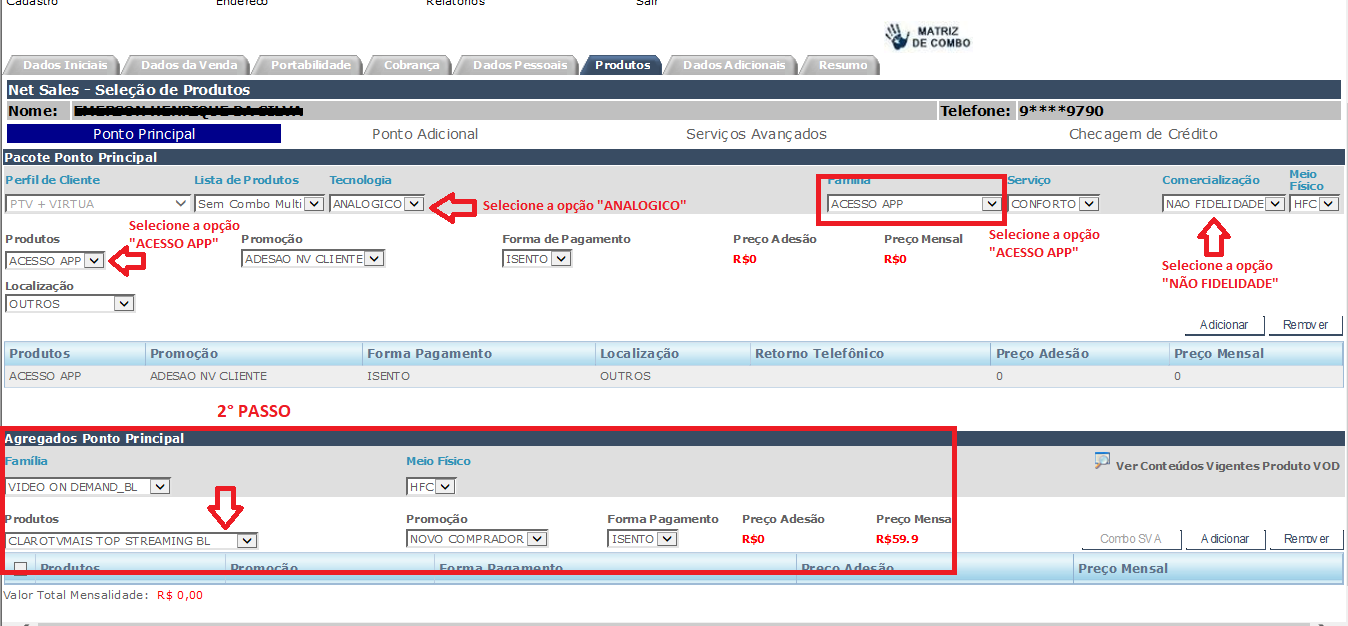 Cadastro Endereço Relatórios Sair
MATRIZ
DE COMBO
Dados Iniciais Dados da Venda Portabilidade Cobrança Dados Pessoais Produtos Dados Adicionais Resumo
Net Sales - Seleção de Produtos
Nome: Telefone: 9****9790
Ponto Principal Ponto Adicional Serviços Avançados Checagem de Crédito
Pacote Ponto Principal
Perfil de Cliente Lista de Produtos Tecnologia Família Serviço Comercialização Meio Físico
PTV + VIRTUA Sem Combo Multi ANALOGICO Selecione a opção "ANALOGICO" ACESSO APP CONFORTO NAO FIDELIDADE HFC
Selecione a opção
"ACESSO APP"
Selecione a opção
"ACESSO APP"
Selecione a opção
"NÃO FIDELIDADE"
Produtos Promoção Forma de Pagamento Preço Adesão Preço Mensal
ACESSO APP ADESAO NV CLIENTE ISENTO R$0 R$0
Localização
OUTROS
Adicionar Remover
Produtos Promoção Forma Pagamento Localização Retorno Telefônico Preço Adesão Preço Mensal
ACESSO APP ADESAO NV CLIENTE ISENTO OUTROS 0 0
2° PASSO
Agregados Ponto Principal
Família Meio Físico
Ver Conteúdos Vigentes Produto VOD
VIDEO ON DEMAND_BL HFC
Produtos Promoção Forma Pagamento Preço Adesão Preço Mensa
CLAROTVMAIS TOP STREAMING BL NOVO COMPRADOR ISENTO R$0 R$59.9 Combo SVA Adicionar Remover
Produtos Promoção Forma Pagamento Preço Adesão Preço Mensal
Valor Total Mensalidade: R$ 0,00